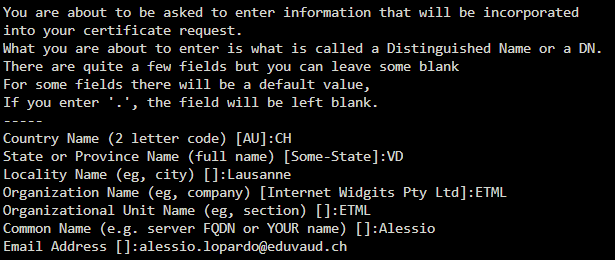 You are about to be asked to enter information that will be incorporated
into your certificate request.
What you are about to enter is what is called a Distinguished Name or a DN.
There are quite a few fields but you can leave some blank
For some fields there will be a default value,
If you enter '.', the field will be left blank.
-----
Country Name (2 letter code) [AU]:CH
State or Province Name (full name) [Some-State]:VD
Locality Name (eg, city) []:Lausanne
Organization Name (eg, company) [Internet Widgits Pty Ltd]:ETML
Organizational Unit Name (eg, section) []:ETML
Common Name (e.g. server FQDN or YOUR name) []:Alessio
Email Address []:alessio.lopardo@eduvaud.ch